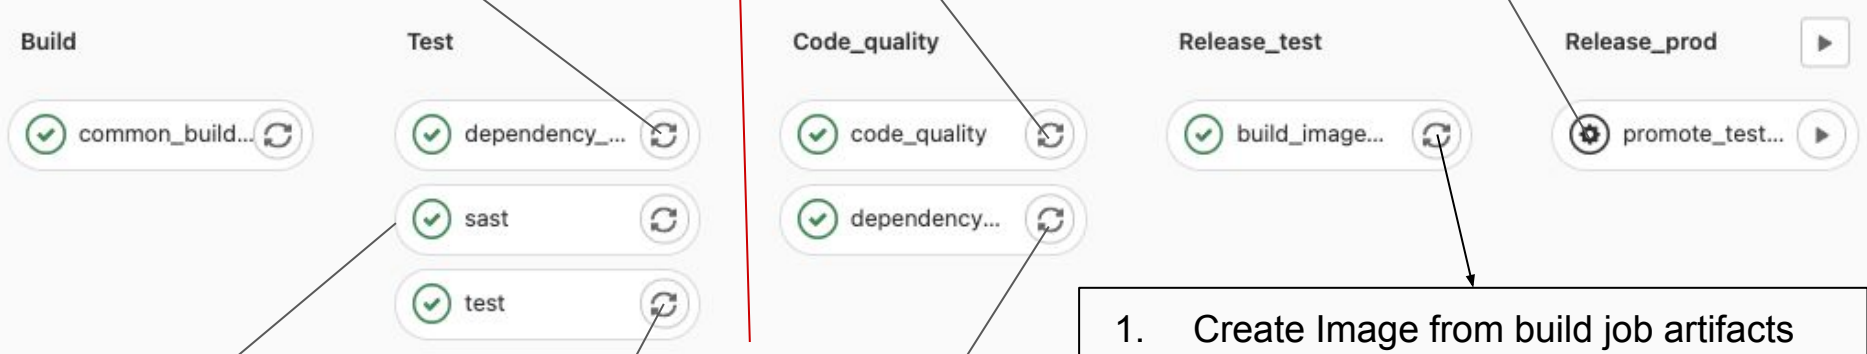 Build
common_build...
Test
dependency_...
sast
test
Code_quality
code_quality
dependency...
Release_test
build_image...
Release_prod
promote_test...
1. Create Image from build job artifacts